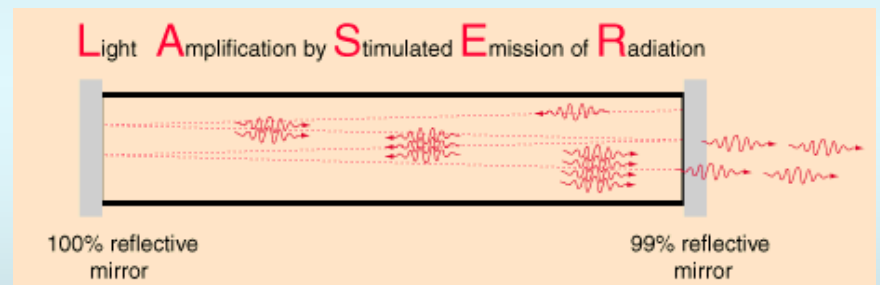 Light Amplification by Stimulated Emission of Radiation
100% reflective
mirror
99% reflective
mirror